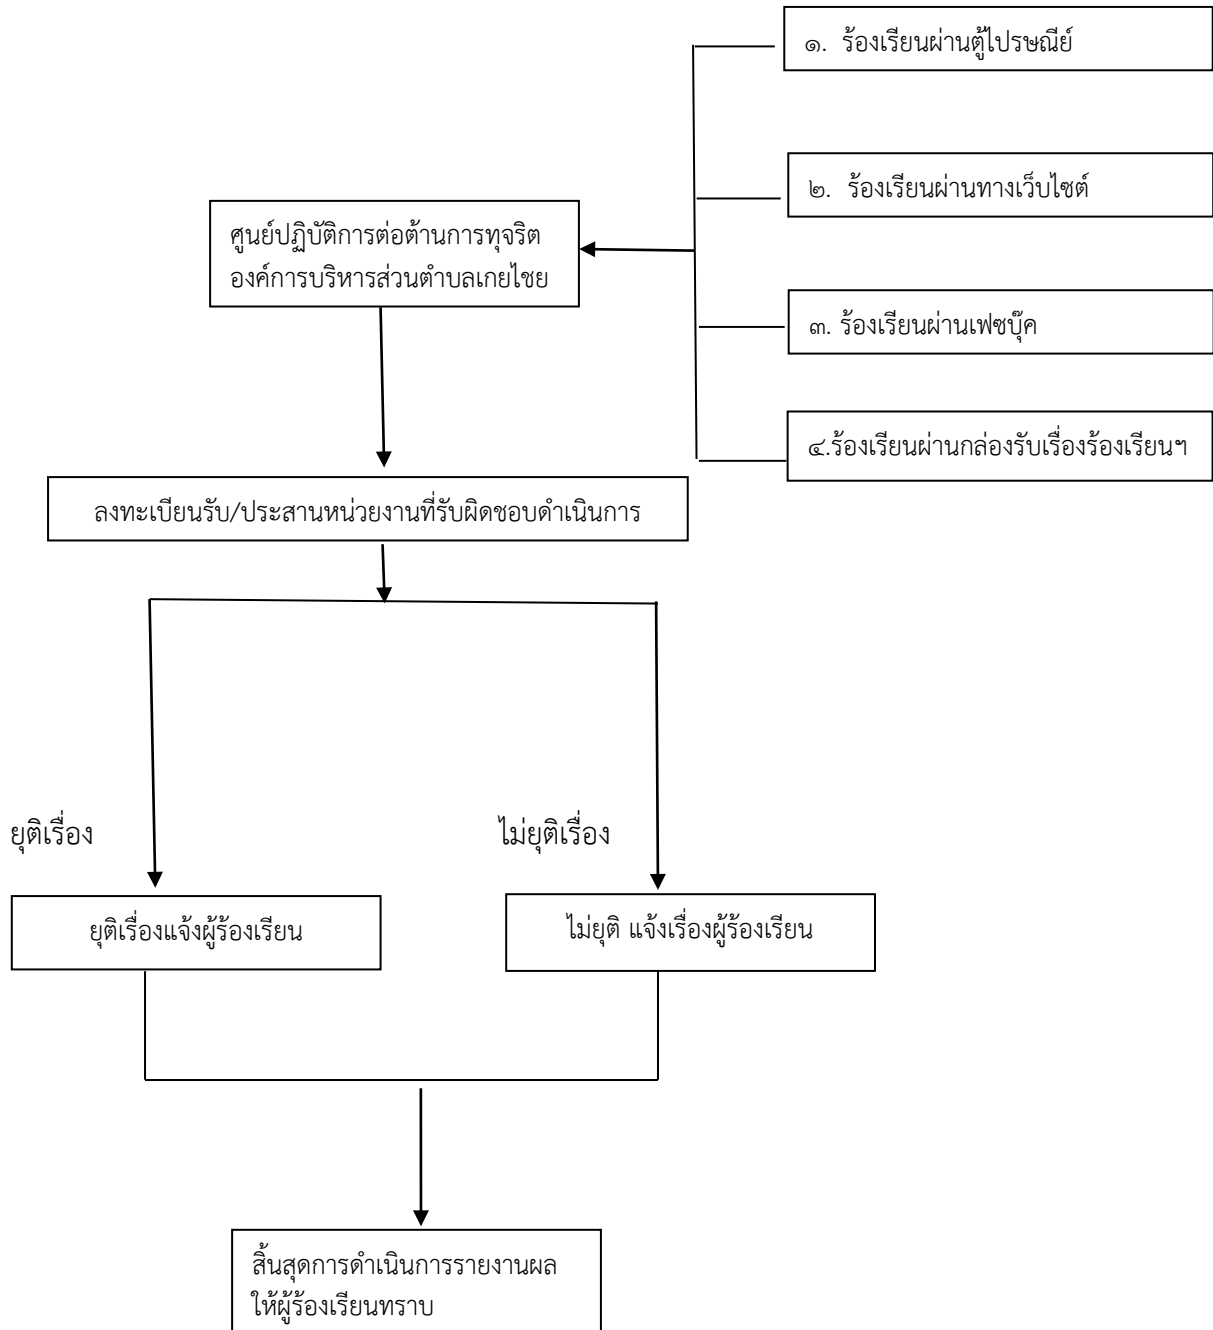 ๑. ร้องเรียนผ่านตู้ไปรษณีย์
๒. ร้องเรียนผ่านทางเว็บไซต์
ศูนย์ปฏิบัติการต่อต้านการทุจริต
องค์การบริหารส่วนตำบลเกยไชย
๓. ร้องเรียนผ่านเฟซบุ๊ค
๔.ร้องเรียนผ่านกล่องรับเรื่องร้องเรียนฯ
ลงทะเบียนรับ/ประสานหน่วยงานที่รับผิดชอบดำเนินการ
ยุติเรื่อง
ไม่ยุติเรื่อง
ยุติเรื่องแจ้งผู้ร้องเรียน
ไม่ยุติ แจ้งเรื่องผู้ร้องเรียน
สิ้นสุดการดำเนินการรายงานผล
ให้ผู้ร้องเรียนทราบ